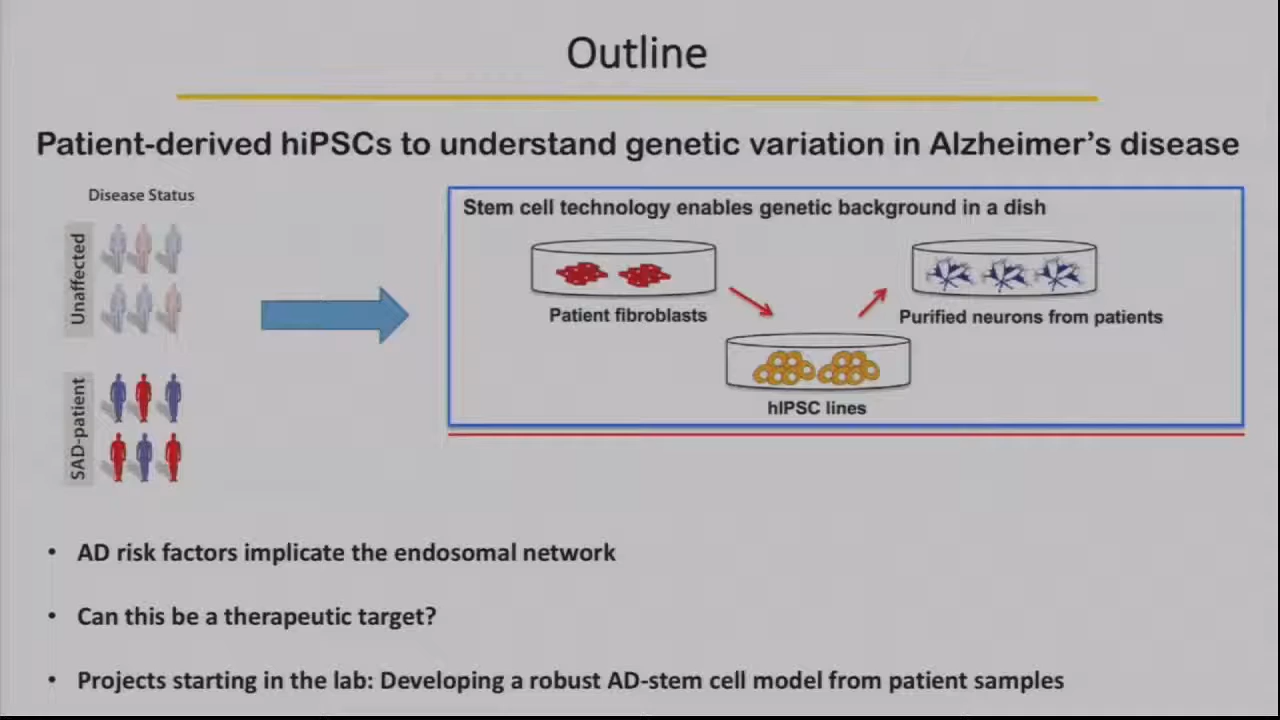 Outline
Patient-derived hiPSCs to understand genetic variation in Alzheimer's disease
Disease Status
Unaffected
SAD-patient
Stem cell technology enables genetic background in a dish
Patient fibroblasts
Purified neurons from patients
hIPSC lines
• AD risk factors implicate the endosomal network
• Can this be a therapeutic target?
• Projects starting in the lab: Developing a robust AD-stem cell model from patient samples